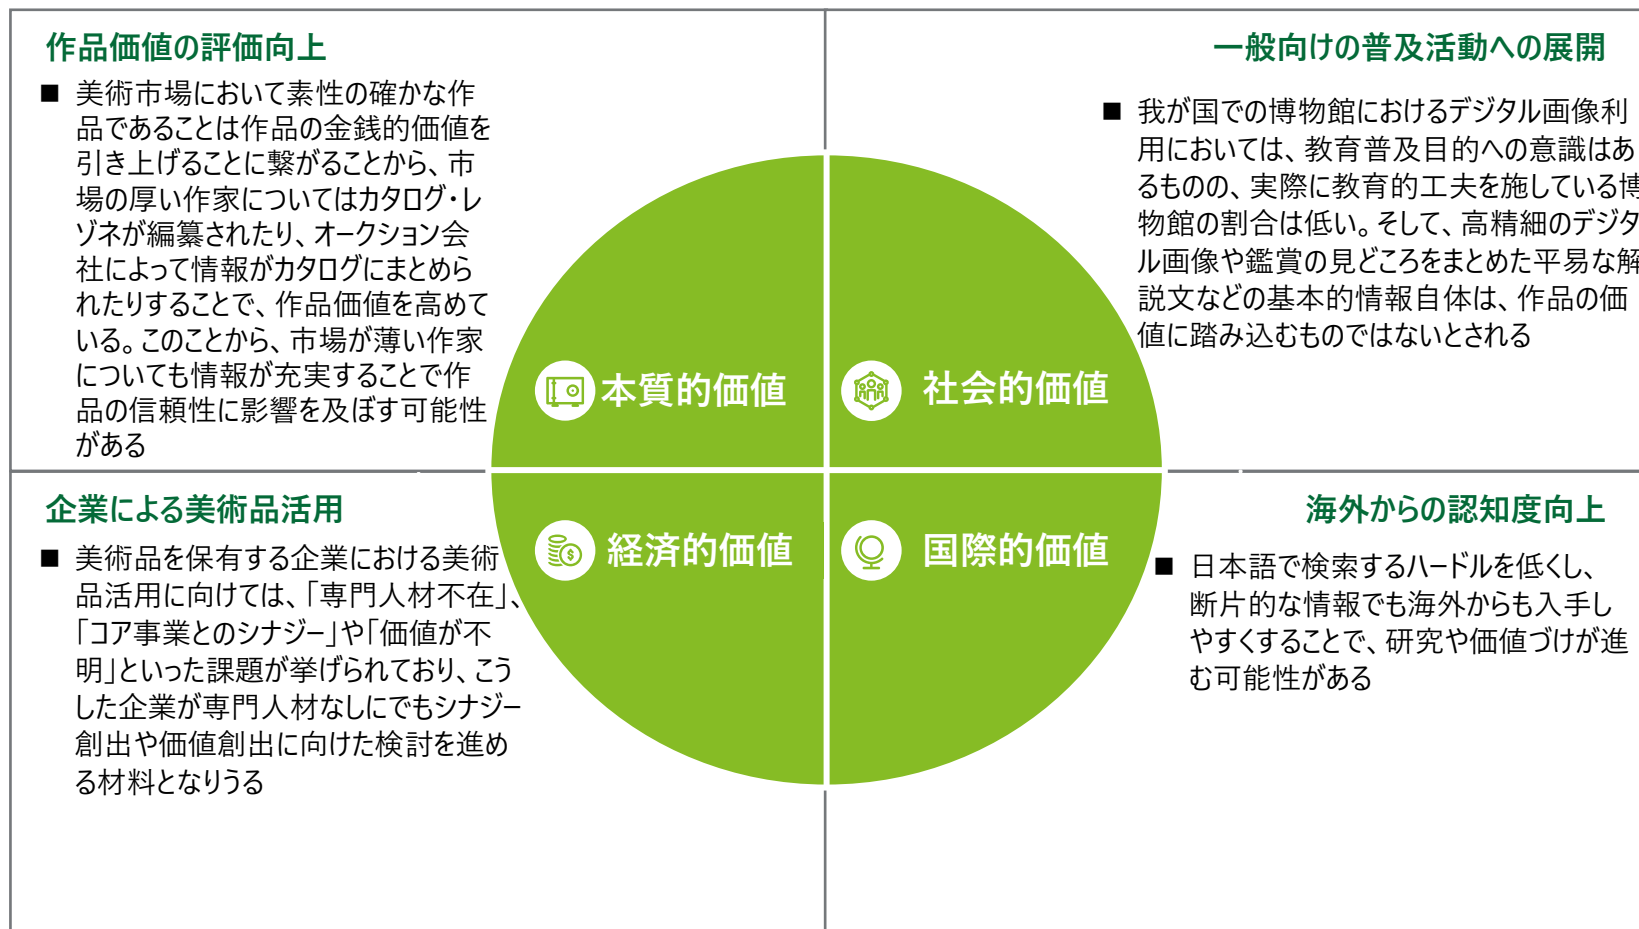 作品価値の評価向上
■ 美術市場において素性の確かな作
品であることは作品の金銭的価値を
引き上げることに繋がることから、市
場の厚い作家についてはカタログ・レ
ゾネが編纂されたり、オークション会
社によって情報がカタログにまとめら
れたりすることで、作品価値を高めて
いる。このことから、市場が薄い作家
についても情報が充実することで作
品の信頼性に影響を及ぼす可能性
がある
一般向けの普及活動への展開
■ 我が国での博物館におけるデジタル画像利
用においては、教育普及目的への意識はあ
るものの、実際に教育的工夫を施している博
物館の割合は低い。そして、高精細のデジタ
ル画像や鑑賞の見どころをまとめた平易な解
説文などの基本的情報自体は、作品の価
値に踏み込むものではないとされる
本質的価値
社会的価値
経済的価値
国際的価値
企業による美術品活用
■ 美術品を保有する企業における美術
品活用に向けては、「専門人材不在」、
「コア事業とのシナジー」や「価値が不
明」といった課題が挙げられており、こう
した企業が専門人材なしにでもシナジー
創出や価値創出に向けた検討を進め
る材料となりうる
海外からの認知度向上
■ 日本語で検索するハードルを低くし、
断片的な情報でも海外からも入手し
やすくすることで、研究や価値づけが進
む可能性がある